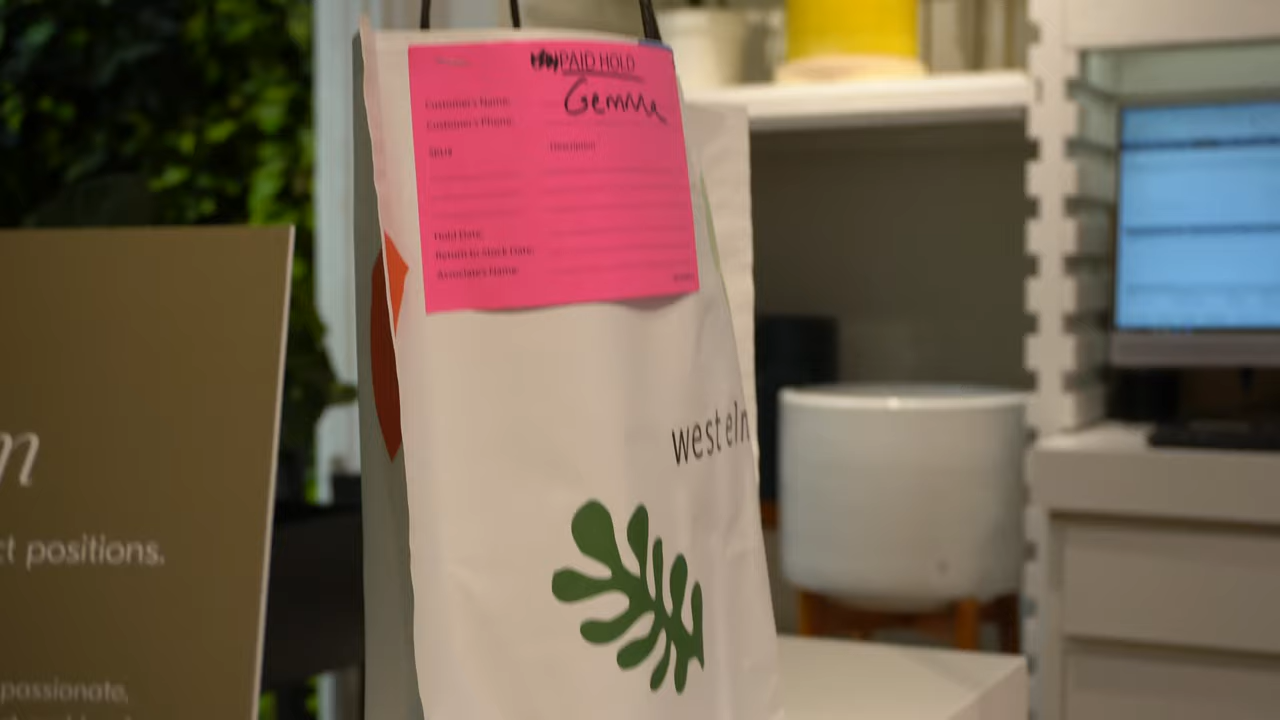 PAID HOLD
Gemma
Customer's Name:
Customer's Phone:
SKU#
Description
Hold Date:
Return to Stock Date:
Associate's Name:
west elm
n
ct positions.
passionate,